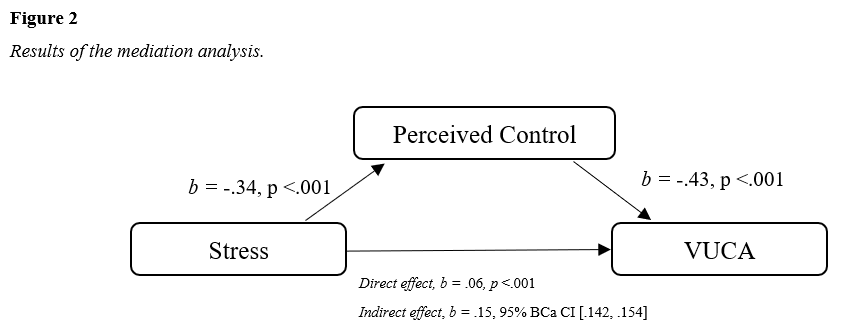 Figure 2
Results of the mediation analysis.
Perceived Control
b = -.34, p <.001
b = -.43, p <.001
Stress
VUCA
Direct effect, b = .06, p <.001
Indirect effect, b = .15, 95% BCa CI [.142, .154]